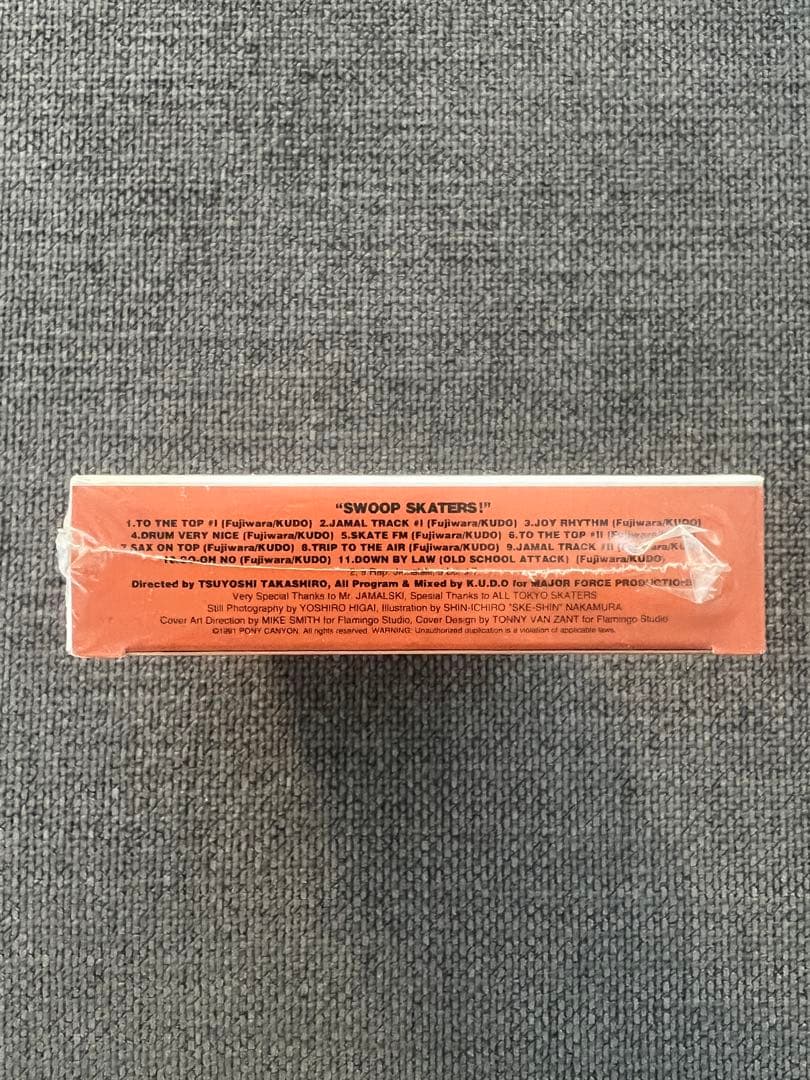 "SWOOP SKATERS!"
1.TO THE TOP #I (Fujiwara/KUDO) 2.JAMAL TRACK #I (Fujiwara/KUDO) 3.JOY RHYTHM (Fujiwara/KUDO)
4.DRUM VERY NICE (Fujiwara/KUDO) 5.SKATE FM (Fujiwara/KUDO) 6.TO THE TOP #II (Fujiwara/KUDO)
7.SAX ON TOP (Fujiwara/KUDO) 8.TRIP TO THE AIR (Fujiwara/KUDO) 9.JAMAL TRACK #II (Fujiwara/KUDO)
OH NO (Fujiwara/KUDO) 11.DOWN BY LAW (OLD SCHOOL ATTACK) (Fujiwara/KUDO)
Directed by TSUYOSHI TAKASHIRO, All Program & Mixed by K.U.D.O for MAJOR FORCE PRODUCTIONS
Very Special Thanks to Mr. JAMALSKI, Spesial Thanks to ALL TOKYO SKATERS
Still Photography by YOSHIRO HIGAI, Illustration by SHIN-ICHIRO "SKE-SHIN" NAKAMURA
Cover Art Direction by MIKE SMITH for Flamingo Studio, Cover Design by TONNY VAN ZANT for Flamingo Studio
©1991 PONY CANYON. All rights reserved. WARNING: Unauthorized duplication is a violation of applicable laws.